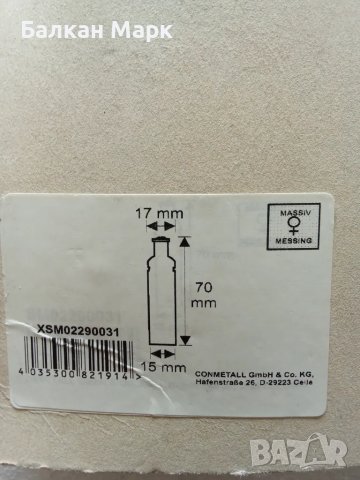 Балкан Марк
17 mm
MASSIV
MESSING
70
mm
XSM02290031
4 035300 821914 >
15 mm
CONMETALL GmbH & Co. KG,
Hafenstraße 26, D-29223 Celle
BAZAR